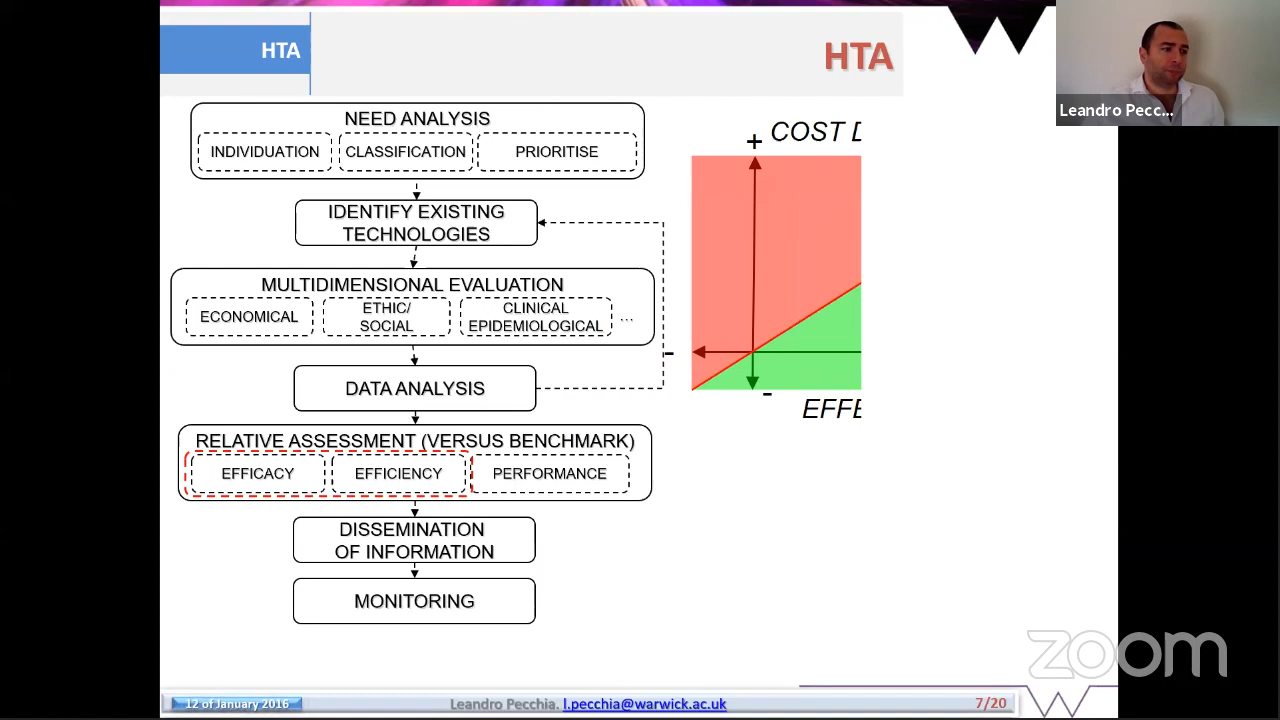 HTA
HTA
Leandro Pecc...
NEED ANALYSIS
INDIVIDUATION
CLASSIFICATION
PRIORITISE
IDENTIFY EXISTING
TECHNOLOGIES
MULTIDIMENSIONAL EVALUATION
ECONOMICAL
ETHIC/
SOCIAL
CLINICAL
EPIDEMIOLOGICAL
...
DATA ANALYSIS
RELATIVE ASSESSMENT (VERSUS BENCHMARK)
EFFICACY
EFFICIENCY
PERFORMANCE
DISSEMINATION
OF INFORMATION
MONITORING
+ COST D
-
-
EFFE
zoom
12 of January 2016
Leandro Pecchia. l.pecchia@warwick.ac.uk
7/20